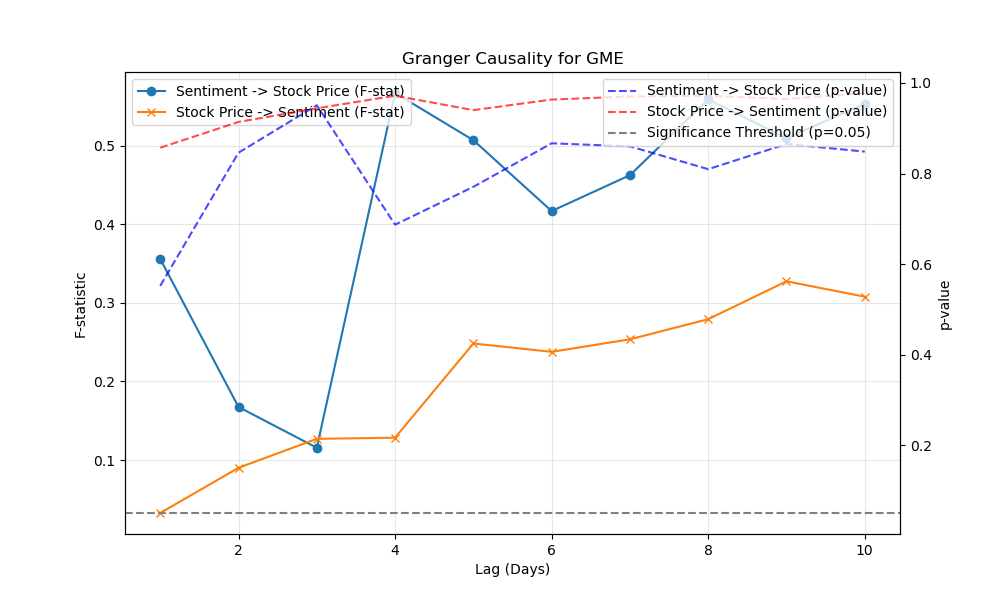 Granger Causality for GME
Sentiment -> Stock Price (F-stat)
Stock Price -> Sentiment (F-stat)
Sentiment -> Stock Price (p-value)
Stock Price -> Sentiment (p-value)
Significance Threshold (p=0.05)
F-statistic
0.5
0.4
0.3
0.2
0.1
1.0
0.8
0.6
0.4
0.2
p-value
2 4 6 8 10
Lag (Days)